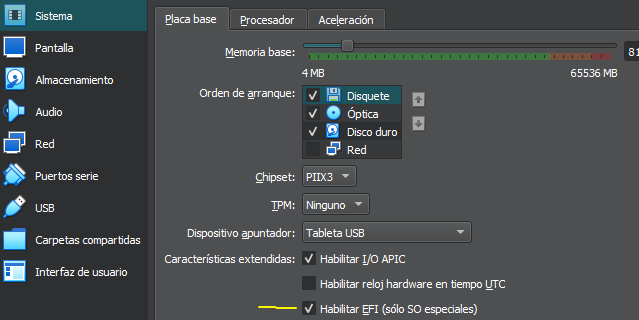 Sistema
Pantalla
Almacenamiento
Audio
Red
Puertos serie
USB
Carpetas compartidas
Interfaz de usuario
Placa base Procesador Aceleración
Memoria base: 81
4 MB 65536 MB
Orden de arranque: Disquete
Óptica
Disco duro
Red
Chipset: PIIX3
TPM: Ninguno
Dispositivo apuntador: Tableta USB
Características extendidas: Habilitar I/O APIC
Habilitar reloj hardware en tiempo UTC
Habilitar EFI (sólo SO especiales)